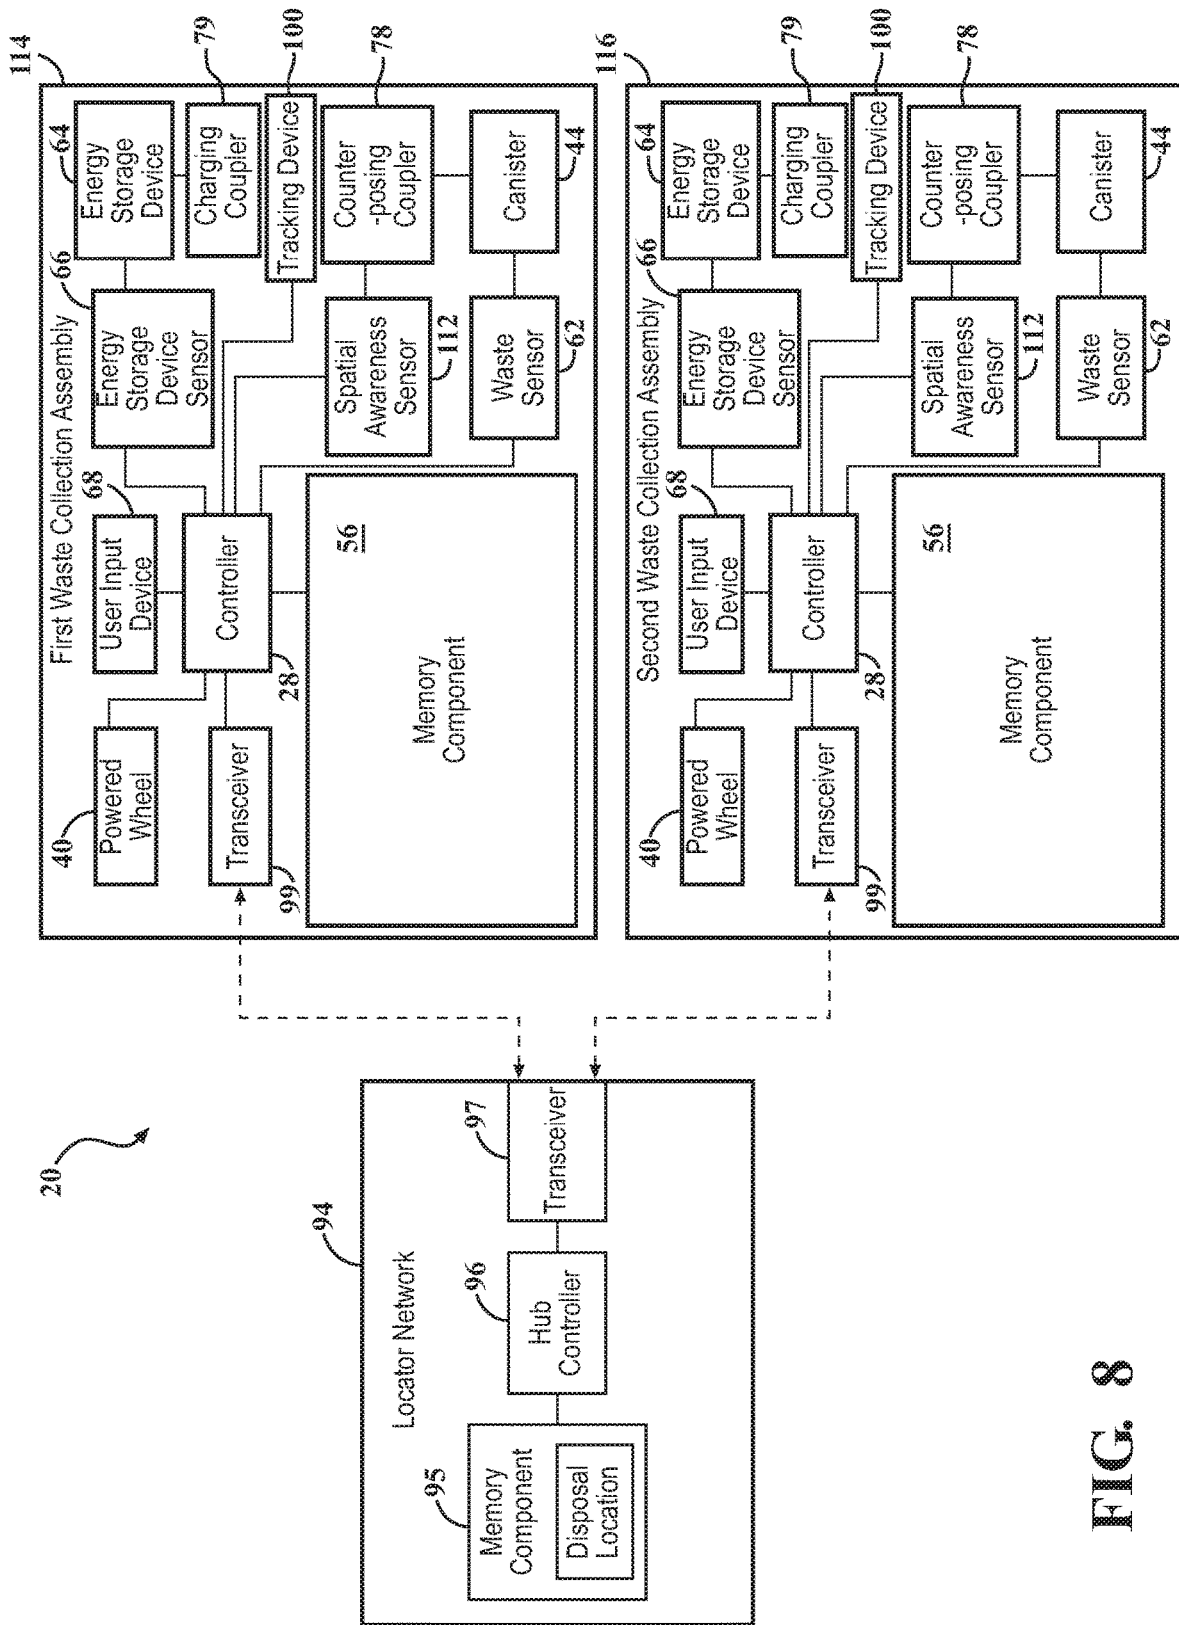 20
94
Locator Network
95
Memory
Component
Disposal
Location
96
Hub
Controller
97
Transceiver
114
First Waste Collection Assembly
40
Powered
Wheel
68
User Input
Device
66
Energy
Storage
Device
Sensor
64
Energy
Storage
Device
79
Charging
Coupler
100
Tracking Device
99
Transceiver
28
Controller
112
Spatial
Awareness
Sensor
78
Counter
-posing
Coupler
56
Memory
Component
62
Waste
Sensor
44
Canister
116
Second Waste Collection Assembly
40
Powered
Wheel
68
User Input
Device
66
Energy
Storage
Device
Sensor
64
Energy
Storage
Device
79
Charging
Coupler
100
Tracking Device
99
Transceiver
28
Controller
112
Spatial
Awareness
Sensor
78
Counter
-posing
Coupler
56
Memory
Component
62
Waste
Sensor
44
Canister
FIG. 8